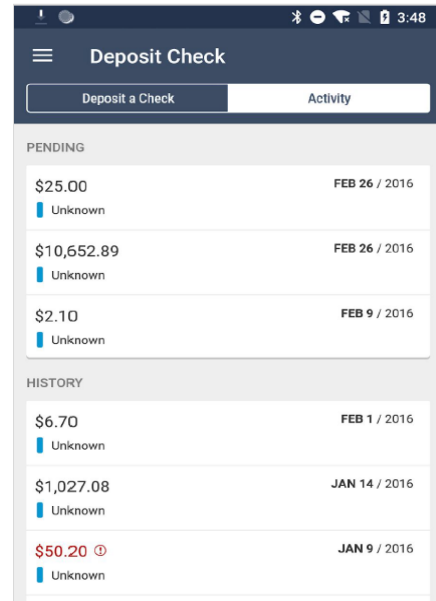 3:48
Deposit Check
Deposit a Check Activity
PENDING
$25.00 FEB 26 / 2016
Unknown
$10,652.89 FEB 26 / 2016
Unknown
$2.10 FEB 9 / 2016
Unknown
HISTORY
$6.70 FEB 1 / 2016
Unknown
$1,027.08 JAN 14 / 2016
Unknown
$50.20 JAN 9 / 2016
Unknown